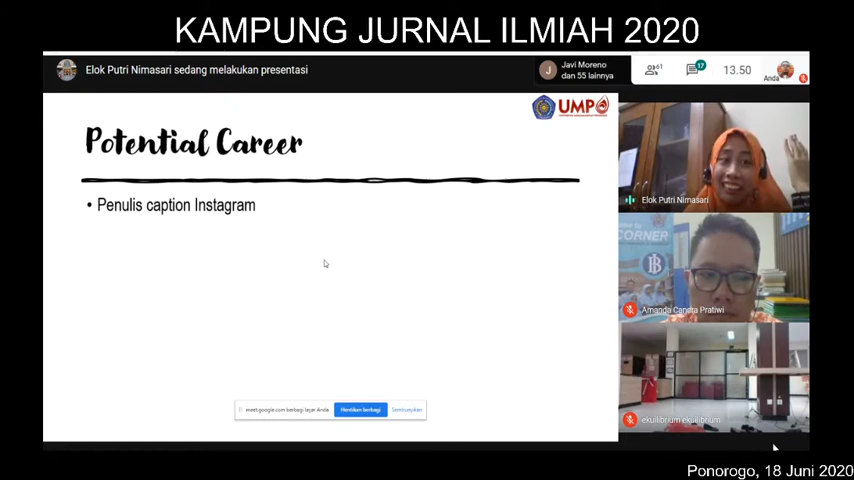 KAMPUNG JURNAL ILMIAH 2020
Elok Putri Nimasari sedang melakukan presentasi
J
Javi Moreno
dan 55 lainnya
61
17
13.50
Anda
UMPO
Potential Career
• Penulis caption Instagram
Elok Putri Nimasari
CORNER
Amando Candra Pratiwi
meet.google.com berbagi layar Anda.
Hentikan berbagi
Sembunyikan
ekuilibrium ekuilibrium
Ponorogo, 18 Juni 2020